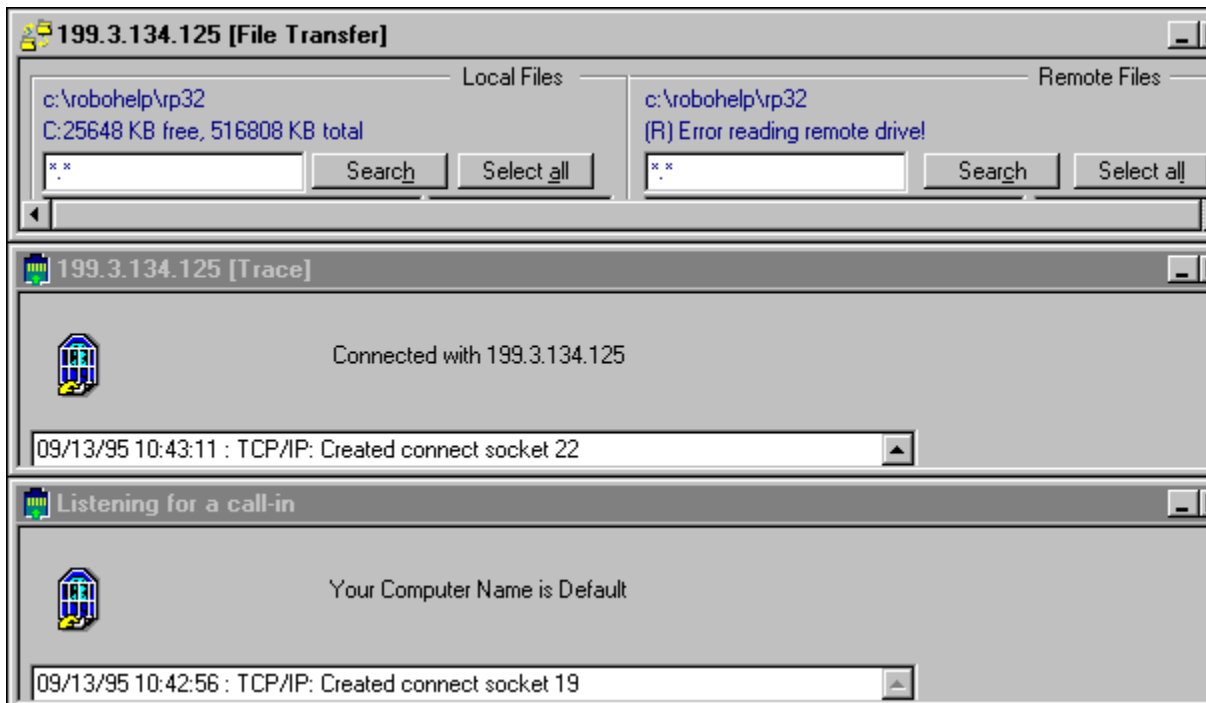 199.3.134.125 [File Transfer]
Local Files
Remote Files
c:\robohelp\rp32
c:\robohelp\rp32
C:25648 KB free, 516808 KB total
(R) Error reading remote drive!
*.*
Search
Select all
*.*
Search
Select all
199.3.134.125 [Trace]
Connected with 199.3.134.125
09/13/95 10:43:11 : TCP/IP: Created connect socket 22
Listening for a call-in
Your Computer Name is Default
09/13/95 10:42:56 : TCP/IP: Created connect socket 19